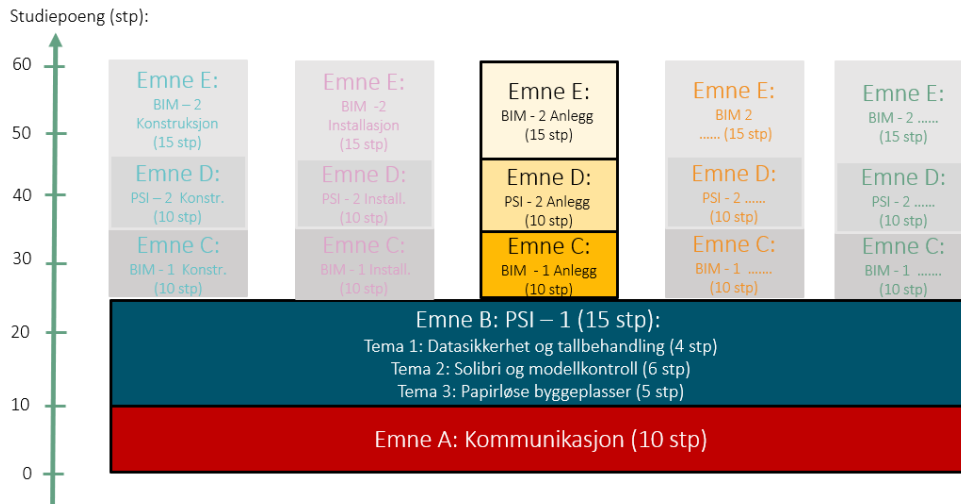 Studiepoeng (stp):
60
50
40
30
20
10
0
Emne E:
BIM – 2
Konstruksjon
(15 stp)
Emne D:
PSI – 2 Konstr.
(10 stp)
Emne C:
BIM - 1 Konstr.
(10 stp)
Emne E:
BIM -2
Installasjon
(15 stp)
Emne D:
PSI - 2 Install.
(10 stp)
Emne C:
BIM - 1 Install.
(10 stp)
Emne E:
BIM - 2 Anlegg
(15 stp)
Emne D:
PSI - 2 Anlegg
(10 stp)
Emne C:
BIM - 1 Anlegg
(10 stp)
Emne E:
BIM 2
...... (15 stp)
Emne D:
PSI - 2 ......
(10 stp)
Emne C:
BIM - 1 .......
(10 stp)
Emne E:
BIM - 2 ......
(15 stp)
Emne D:
PSI - 2 ......
(10 stp)
Emne C:
BIM - 1 .......
(10 stp)
Emne B: PSI – 1 (15 stp):
Tema 1: Datasikkerhet og tallbehandling (4 stp)
Tema 2: Solibri og modellkontroll (6 stp)
Tema 3: Papirløse byggeplasser (5 stp)
Emne A: Kommunikasjon (10 stp)